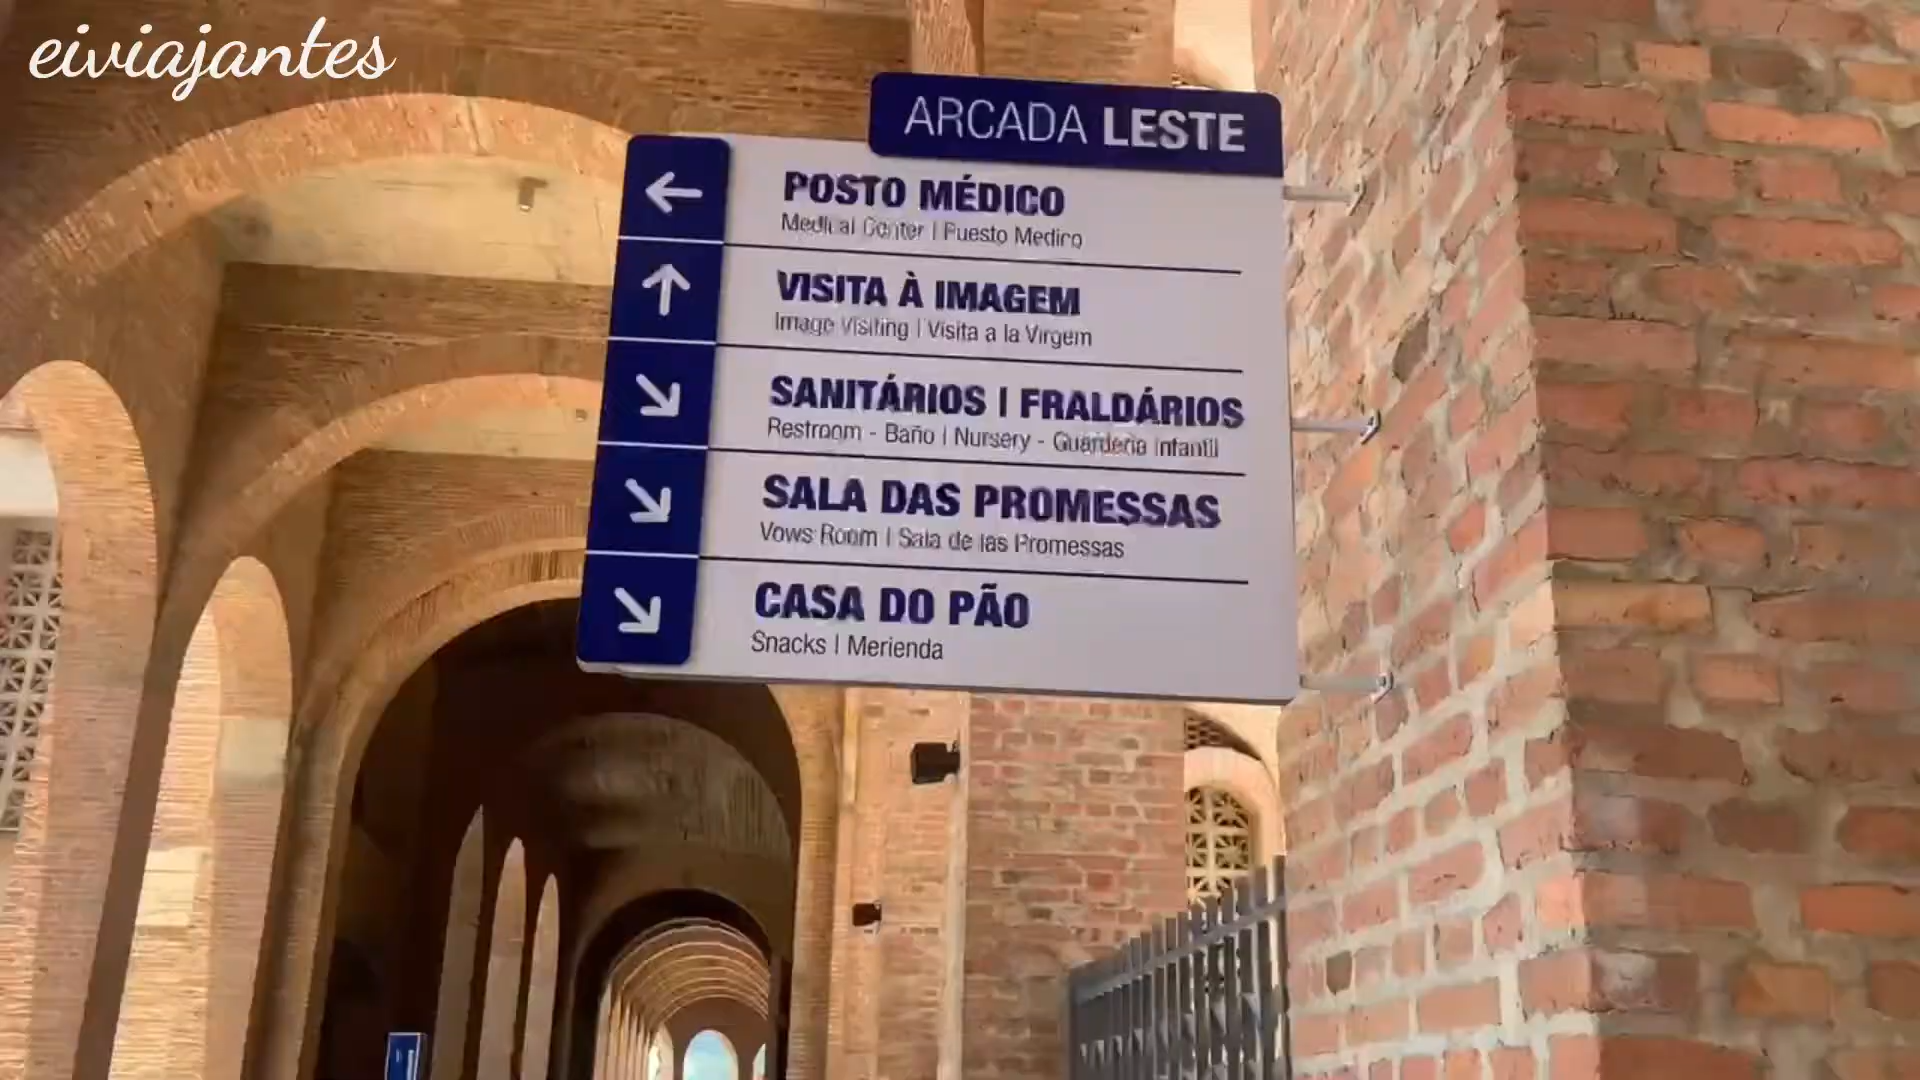 eiviajantes
ARCADA LESTE
POSTO MÉDICO
Medical Center | Puesto Medico
VISITA À IMAGEM
Image Visiting | Visita a la Virgem
SANITÁRIOS | FRALDÁRIOS
Restroom - Baño | Nursery - Guarderia Infantil
SALA DAS PROMESSAS
Vows Room | Sala de las Promessas
CASA DO PÃO
Snacks | Merienda